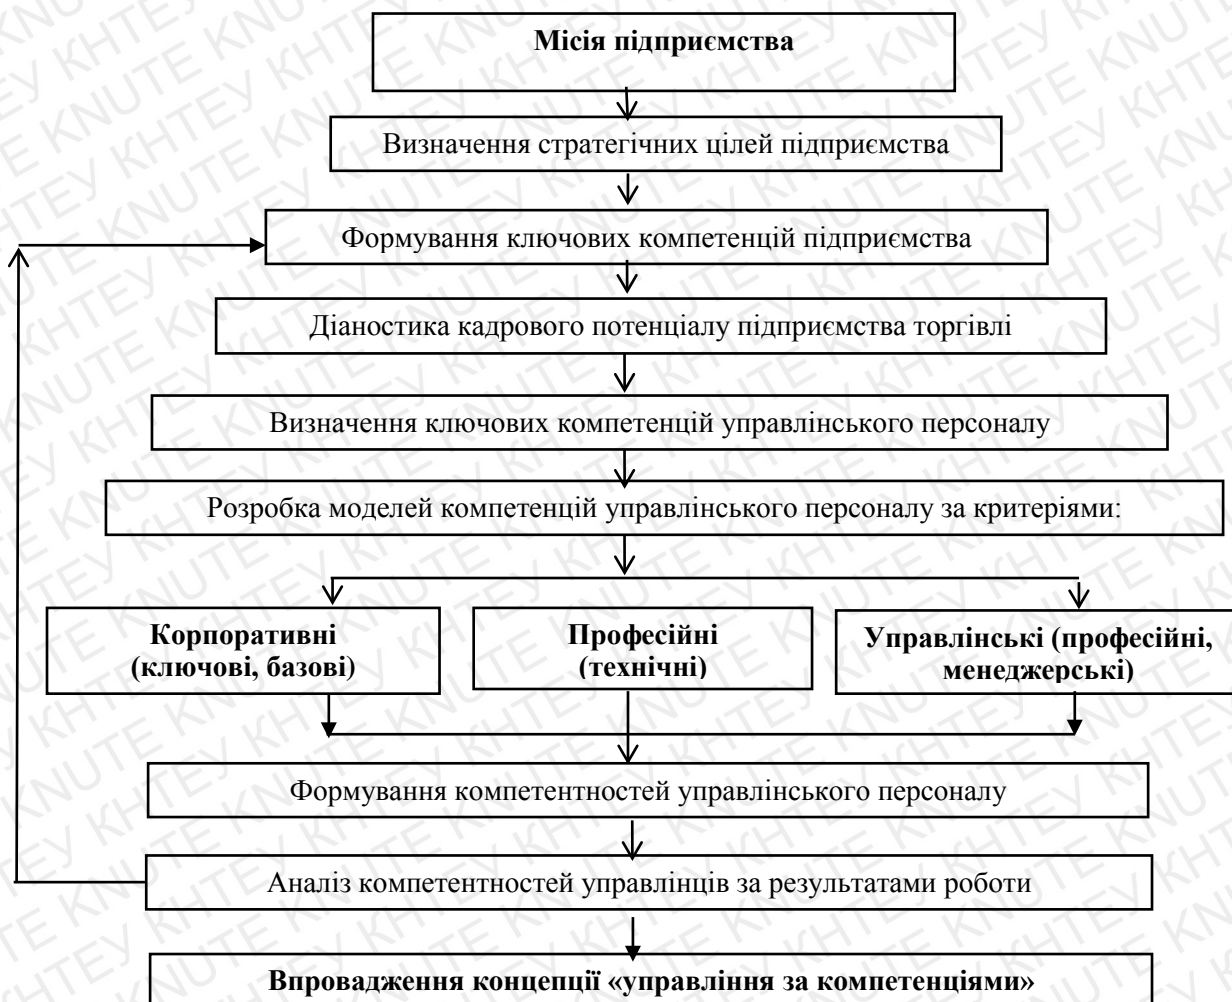 Місія підприємства
Визначення стратегічних цілей підприємства
Формування ключових компетенцій підприємства
Діаностика кадрового потенціалу підприємства торгівлі
Визначення ключових компетенцій управлінського персоналу
Розробка моделей компетенцій управлінського персоналу за критеріями:
Корпоративні
(ключові, базові)
Професійні
(технічні)
Управлінські (професійні,
менеджерські)
Формування компетентностей управлінського персоналу
Аналіз компетентностей управлінців за результатами роботи
Впровадження концепції «управління за компетенціями»